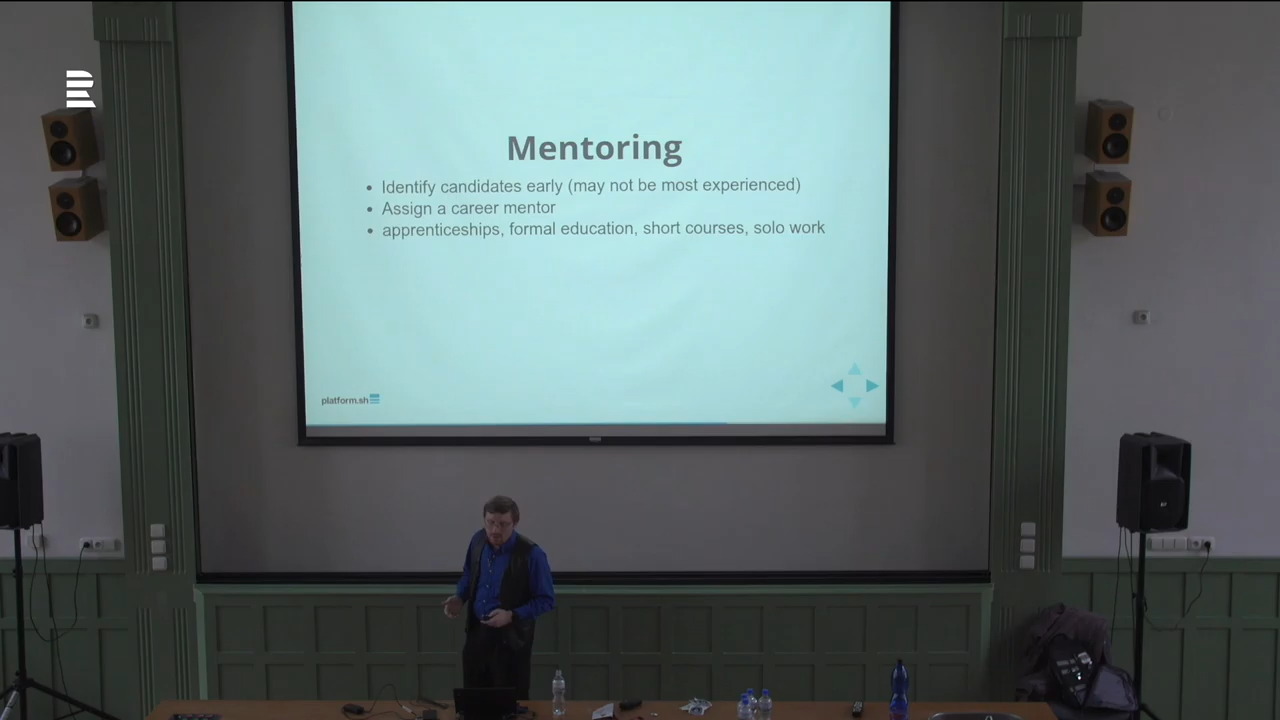 Mentoring
Identify candidates early (may not be most experienced)
Assign a career mentor
apprenticeships, formal education, short courses, solo work
platform.sh